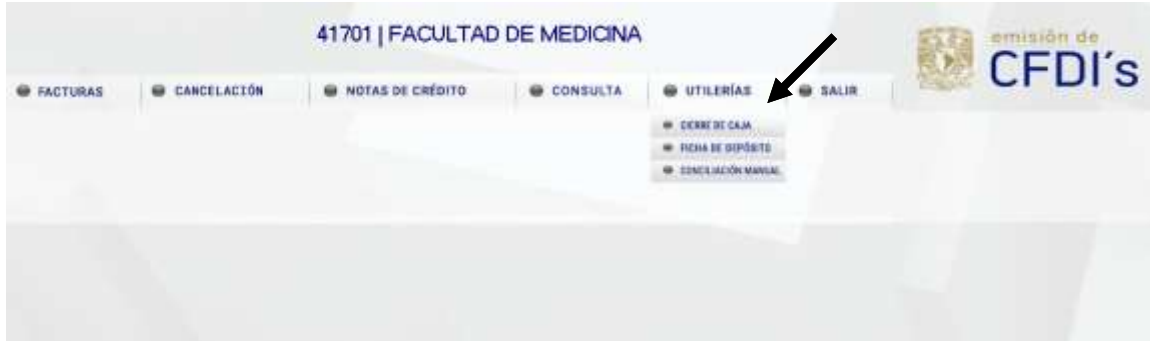 41701 | FACULTAD DE MEDICINA
emisión de
CFDI´s
FACTURAS CANCELACIÓN NOTAS DE CRÉDITO CONSULTA UTILERÍAS SALIR
CIERRE DE CAJA
FICHA DE DEPÓSITO
CONCILIACIÓN MANUAL